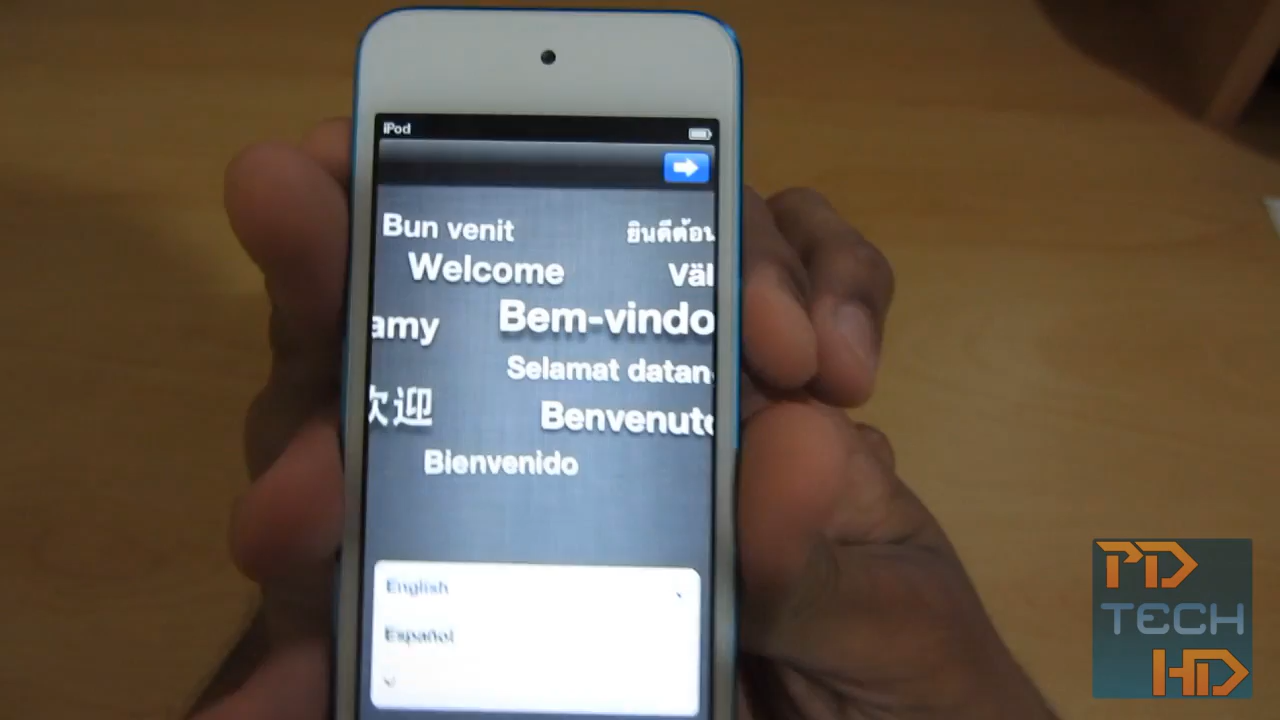 iPod
Bun venit
ยินดีต้อน
Welcome
Väl
amy
Bem-vindo
Selamat datan
欢迎
Benvenuto
Bienvenido
English
Español
PD
TECH
HD